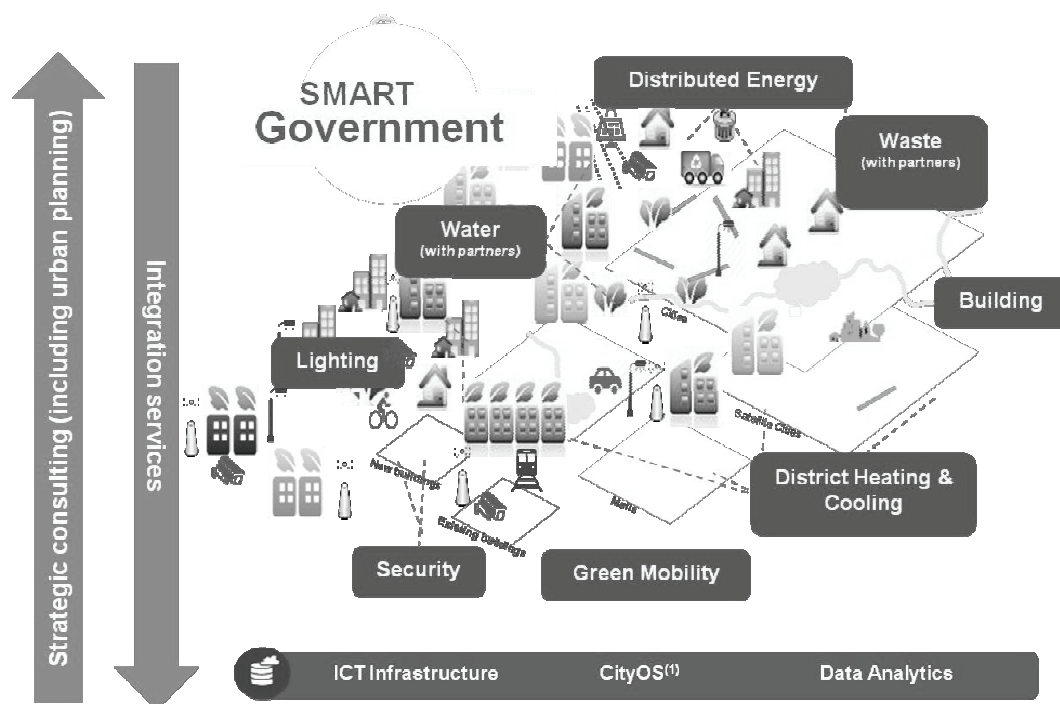 Strategic consulting (including urban planning)
Integration services
SMART
Government
Distributed Energy
Waste
(with partners)
Water
(with partners)
Cities
Building
Lighting
Satellite Cities
New buildings
District Heating &
Cooling
Malls
Existing buildings
Security
Green Mobility
ICT Infrastructure
CityOS(1)
Data Analytics